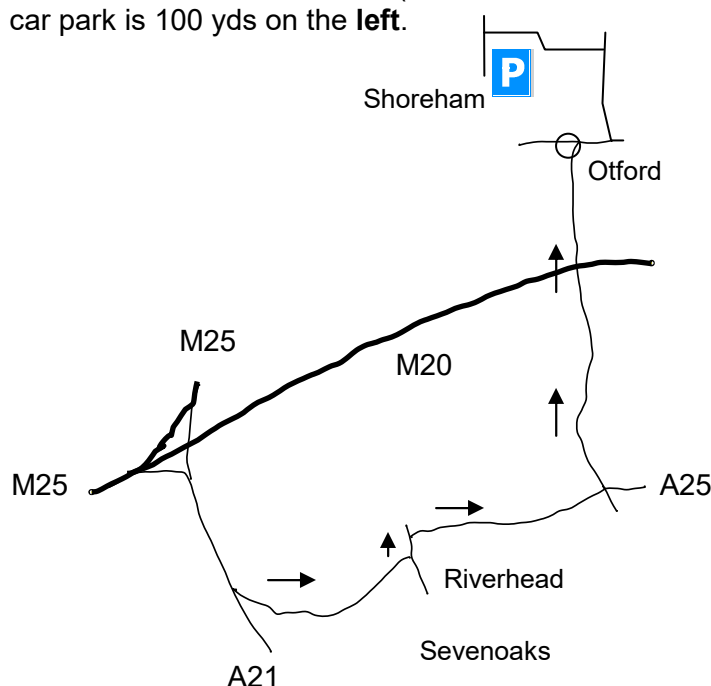 car park is 100 yds on the left.
P
Shoreham
Otford
M25
M20
M25
A25
Riverhead
Sevenoaks
A21